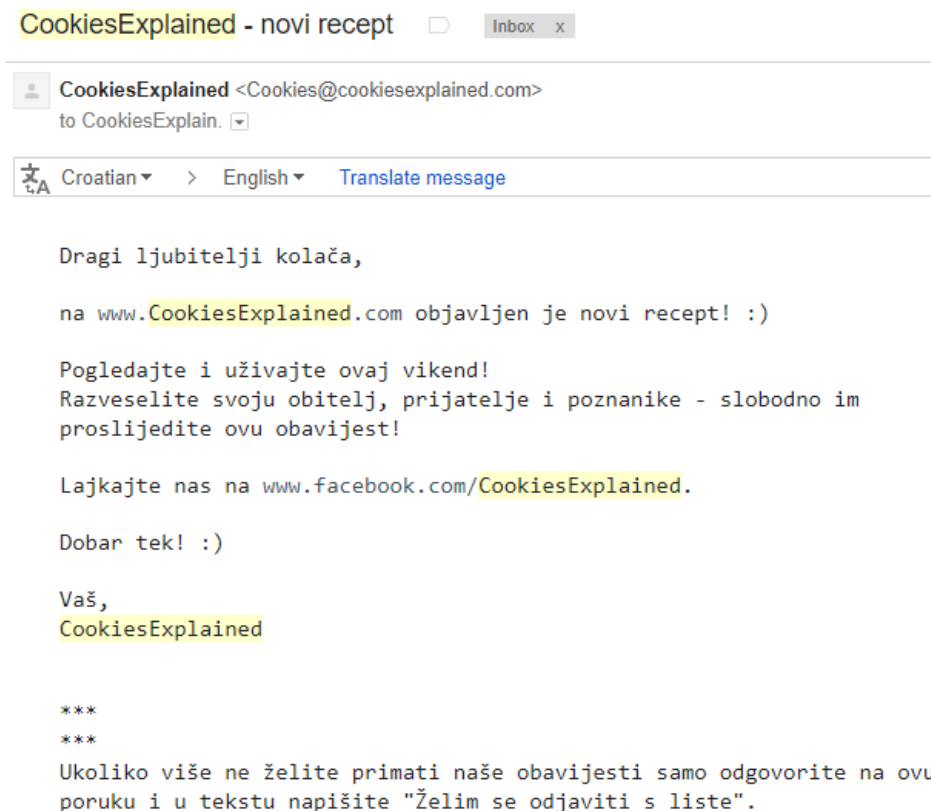 CookiesExplained - novi recept Inbox x
CookiesExplained <Cookies@cookiesexplained.com>
to CookiesExplain.
Croatian > English Translate message
Dragi ljubitelji kolača,
na www.CookiesExplained.com objavljen je novi recept! :)
Pogledajte i uživajte ovaj vikend!
Razveselite svoju obitelj, prijatelje i poznanike - slobodno im
proslijedite ovu obavijest!
Lajkajte nas na www.facebook.com/CookiesExplained.
Dobar tek! :)
Vaš,
CookiesExplained
***
***
Ukoliko više ne želite primati naše obavijesti samo odgovorite na ovu
poruku i u tekstu napišite "Želim se odjaviti s liste".